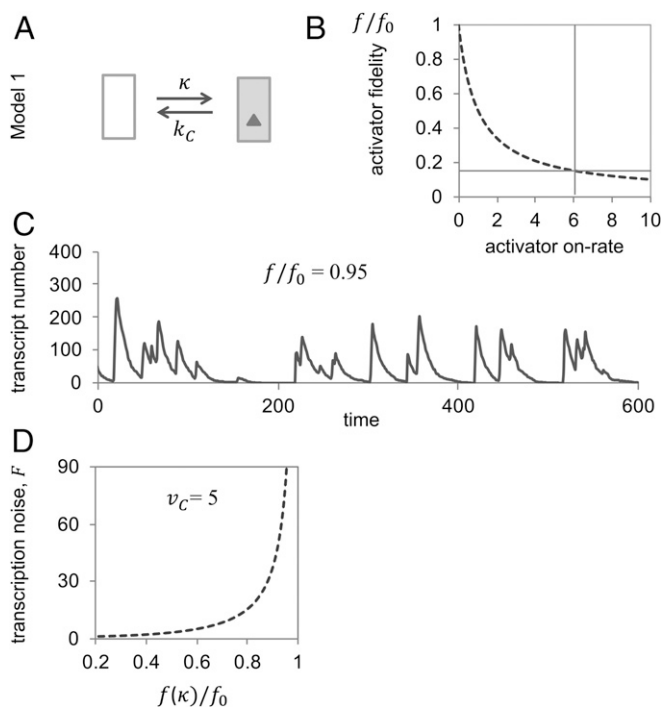 A
Model 1
κ
k_C
B
f/f₀
activator fidelity
1
0.8
0.6
0.4
0.2
0
0 2 4 6 8 10
activator on-rate
C
transcript number
400
300
200
100
0
f/f₀ = 0.95
0 200 400 600
time
D
transcription noise, F
90
60
30
0
v_C= 5
0.2 0.4 0.6 0.8 1
f(κ)/f₀